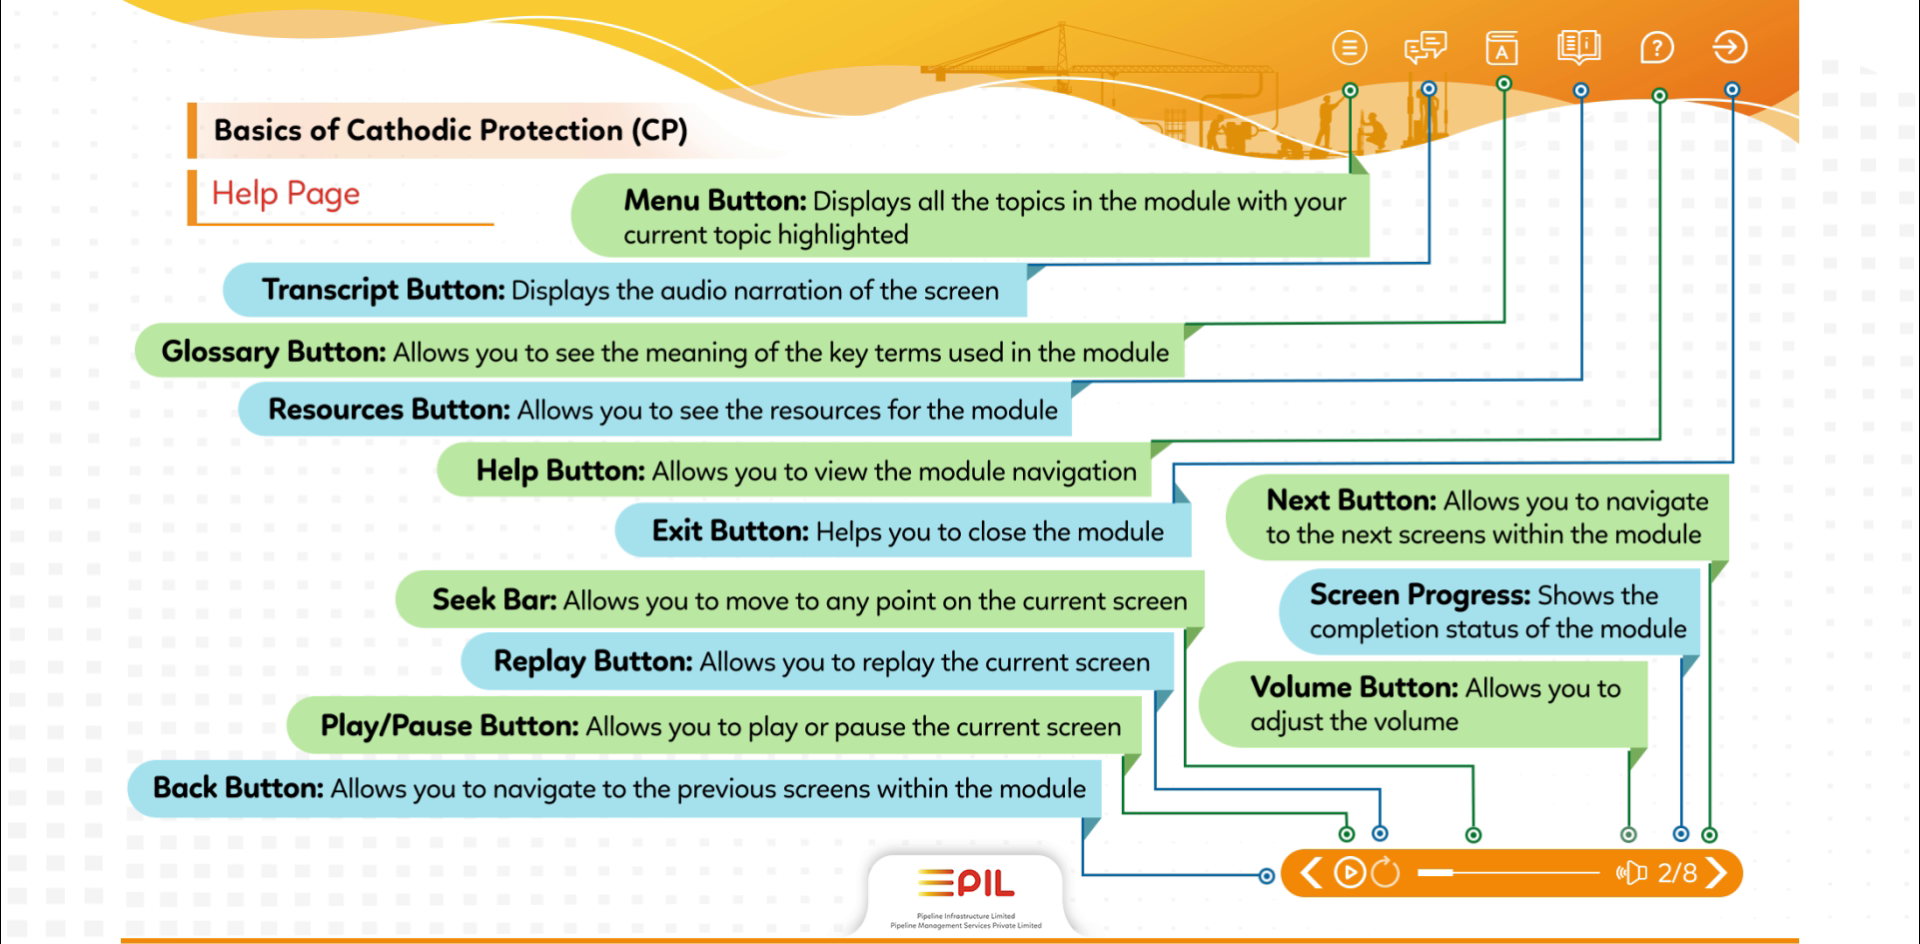 Basics of Cathodic Protection (CP)
Help Page
Menu Button: Displays all the topics in the module with your
current topic highlighted
Transcript Button: Displays the audio narration of the screen
Glossary Button: Allows you to see the meaning of the key terms used in the module
Resources Button: Allows you to see the resources for the module
Help Button: Allows you to view the module navigation
Exit Button: Helps you to close the module
Next Button: Allows you to navigate
to the next screens within the module
Seek Bar: Allows you to move to any point on the current screen
Screen Progress: Shows the
completion status of the module
Replay Button: Allows you to replay the current screen
Volume Button: Allows you to
adjust the volume
Play/Pause Button: Allows you to play or pause the current screen
Back Button: Allows you to navigate to the previous screens within the module
A
i
?
2/8
PIL
Pipeline Infrastructure Limited
Pipeline Management Services Private Limited